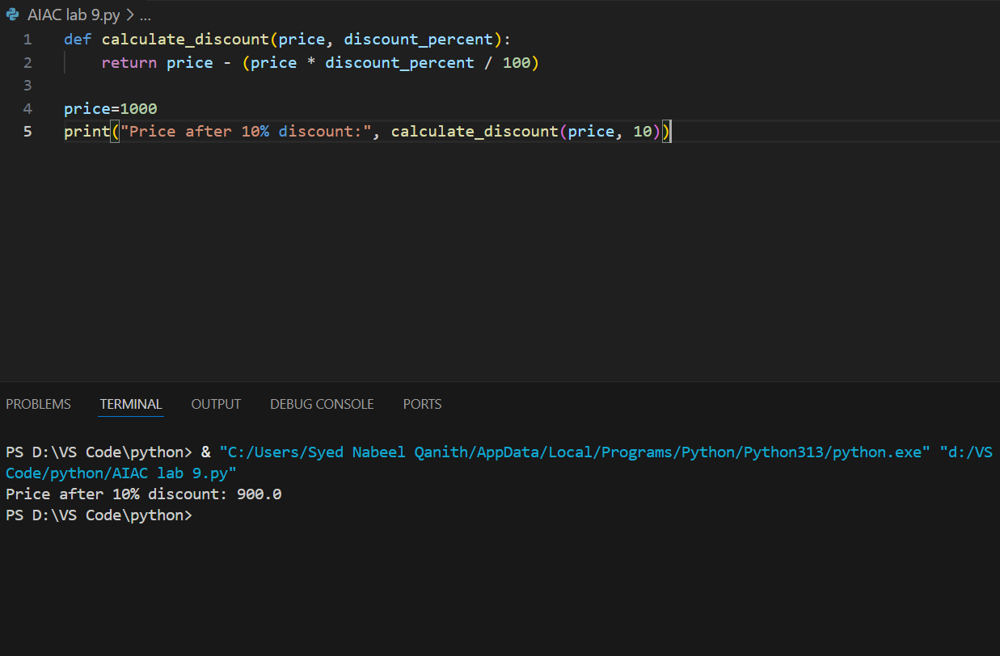 AIAC lab 9.py > ...
1 def calculate_discount(price, discount_percent):
2     return price - (price * discount_percent / 100)
3
4 price=1000
5 print("Price after 10% discount:", calculate_discount(price, 10))
PROBLEMS TERMINAL OUTPUT DEBUG CONSOLE PORTS
PS D:\VS Code\python> & "C:/Users/Syed Nabeel Qanith/AppData/Local/Programs/Python/Python313/python.exe" "d:/VS
Code/python/AIAC lab 9.py"
Price after 10% discount: 900.0
PS D:\VS Code\python>